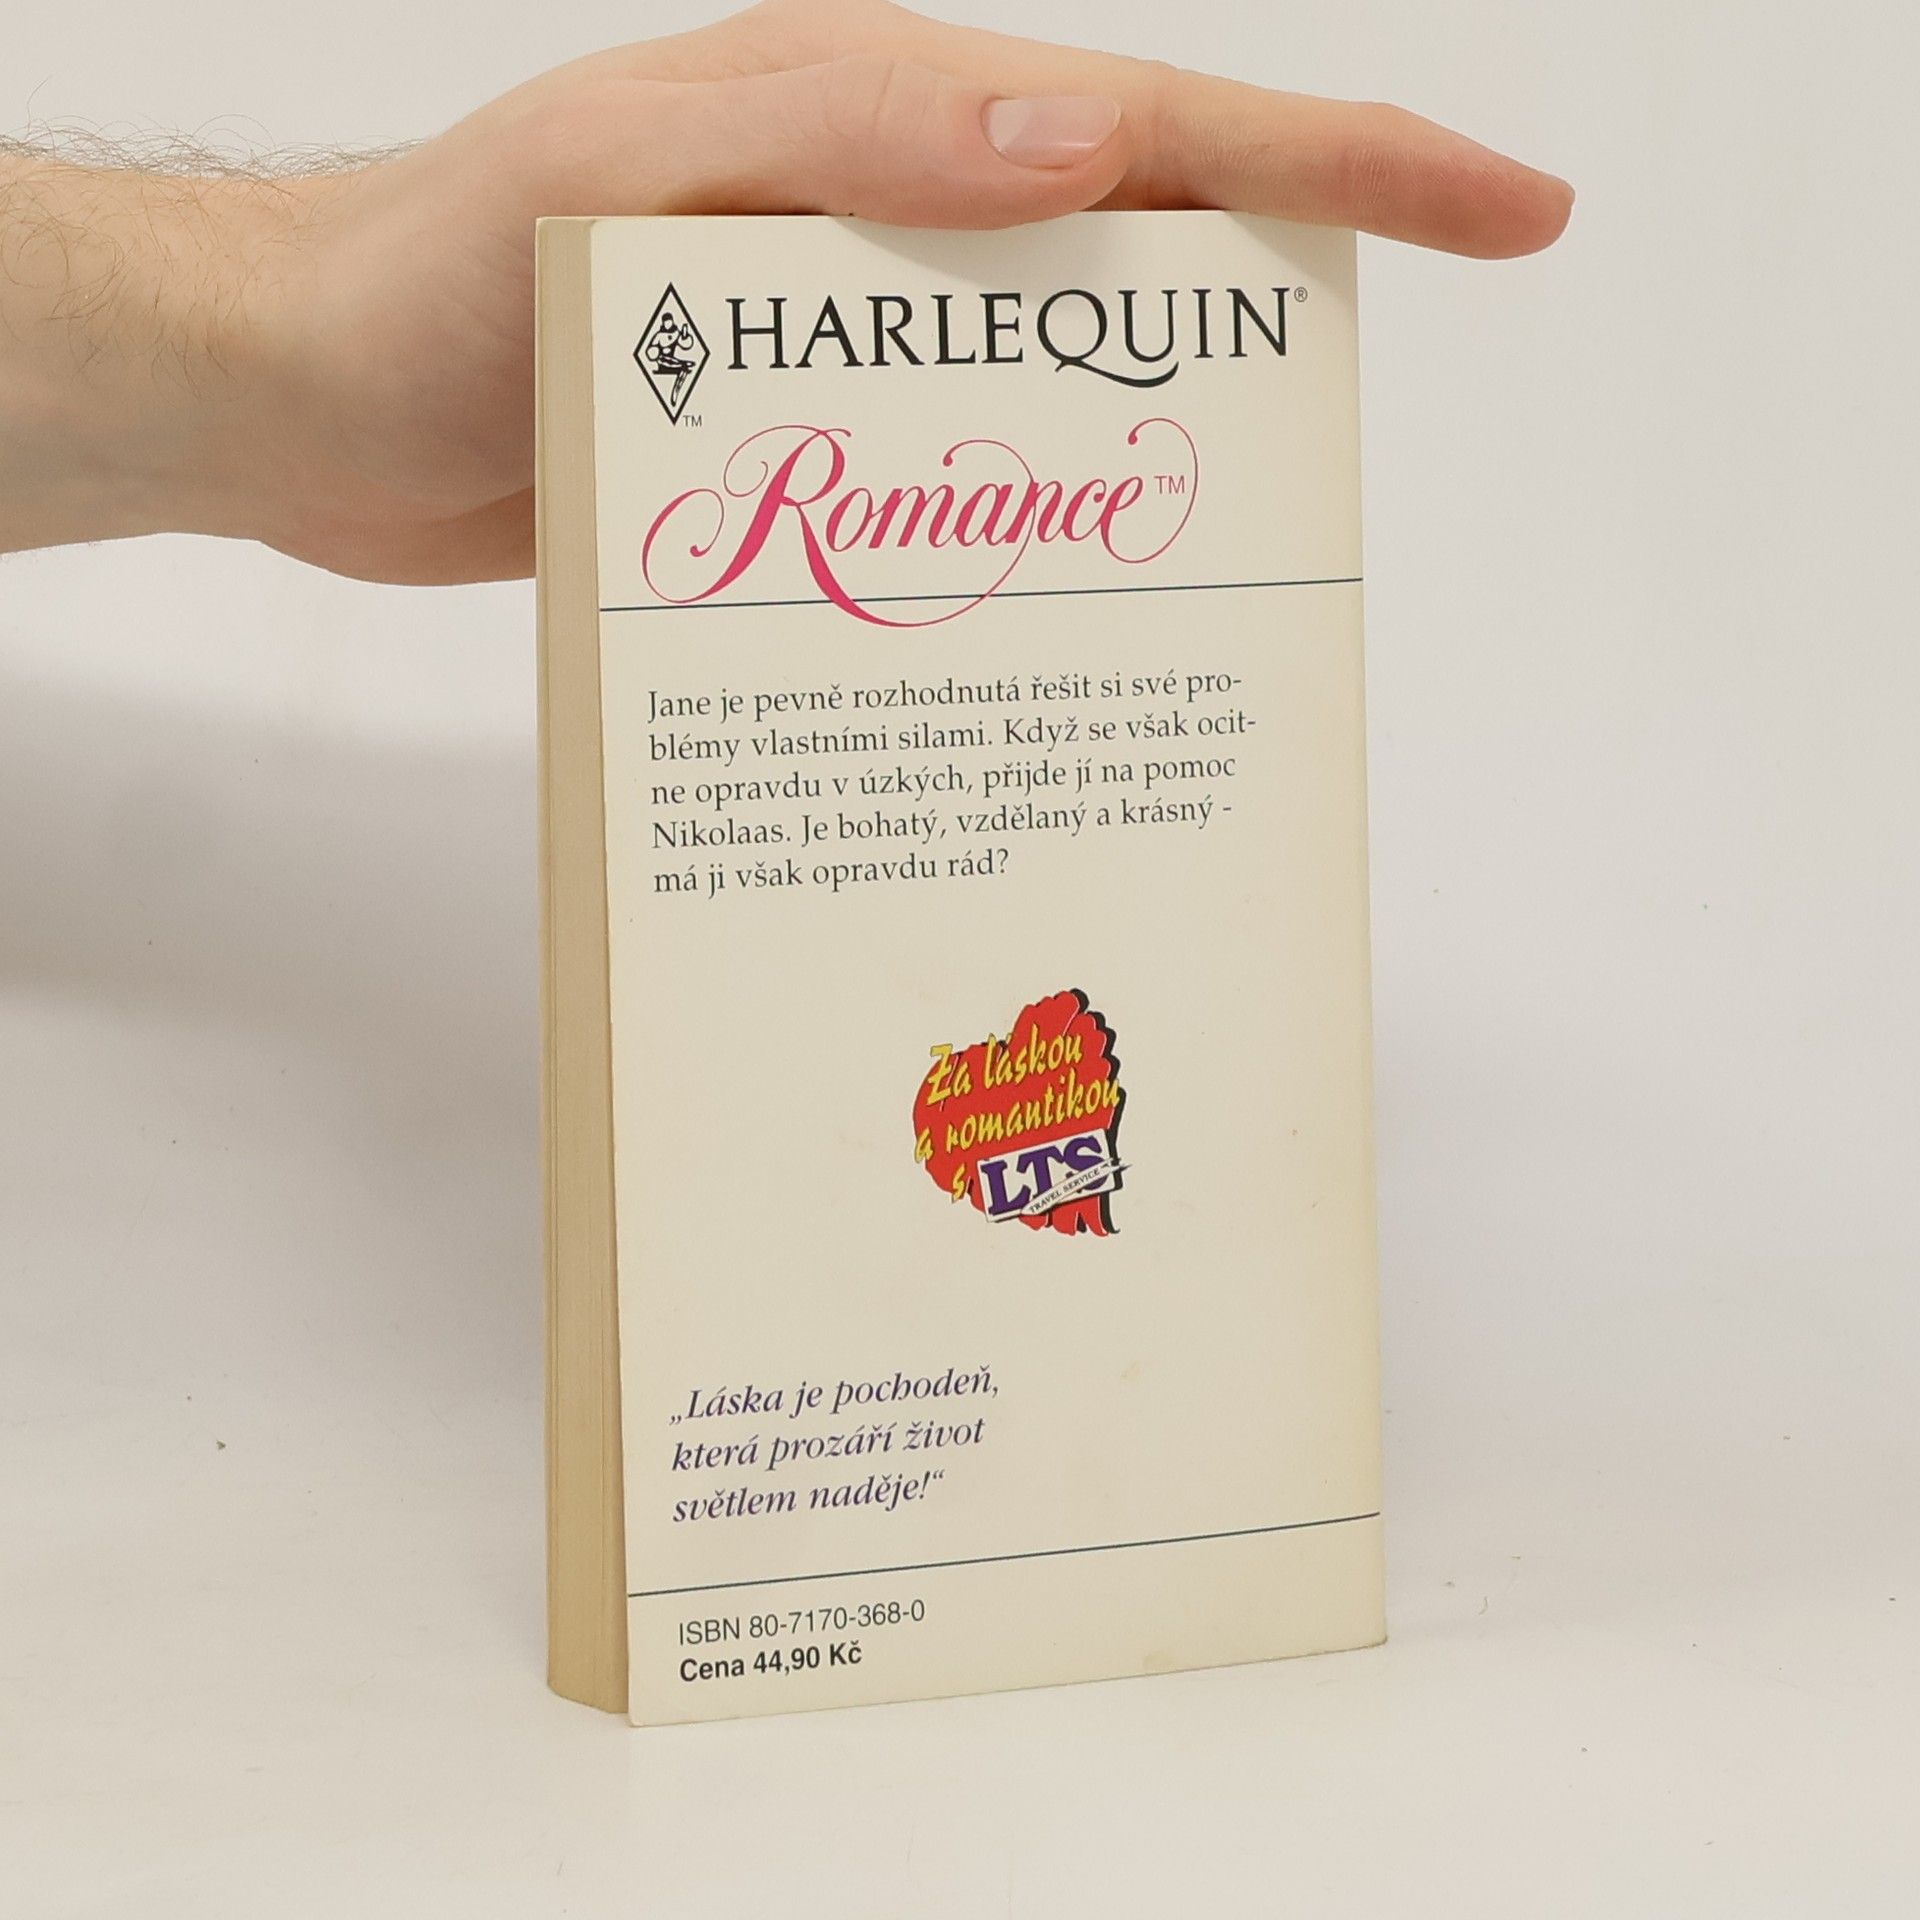 HARLEQUIN®
TM
Romance™
Jane je pevně rozhodnutá řešit si své pro-
blémy vlastními silami. Když se však ocit-
ne opravdu v úzkých, přijde jí na pomoc
Nikolaas. Je bohatý, vzdělaný a krásný -
má ji však opravdu rád?
Za láskou
a romantikou
s LTS
TRAVEL SERVICE
„Láska je pochodeň,
která prozáří život
světlem naděje!“
ISBN 80-7170-368-0
Cena 44,90 Kč